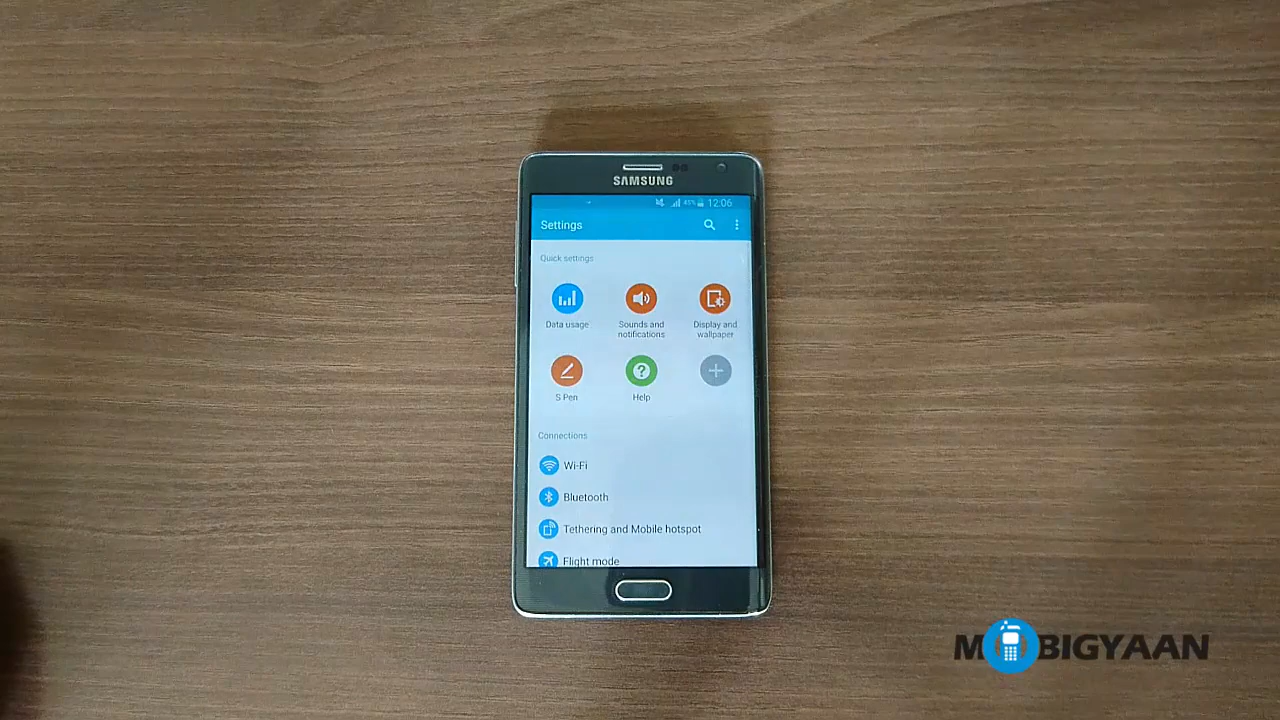 SAMSUNG
45% 12:06
Settings
Quick settings
Data usage
Sounds and
notifications
Display and
wallpaper
S Pen
Help
Connections
Wi-Fi
Bluetooth
Tethering and Mobile hotspot
Flight mode
MOBIGYAAN